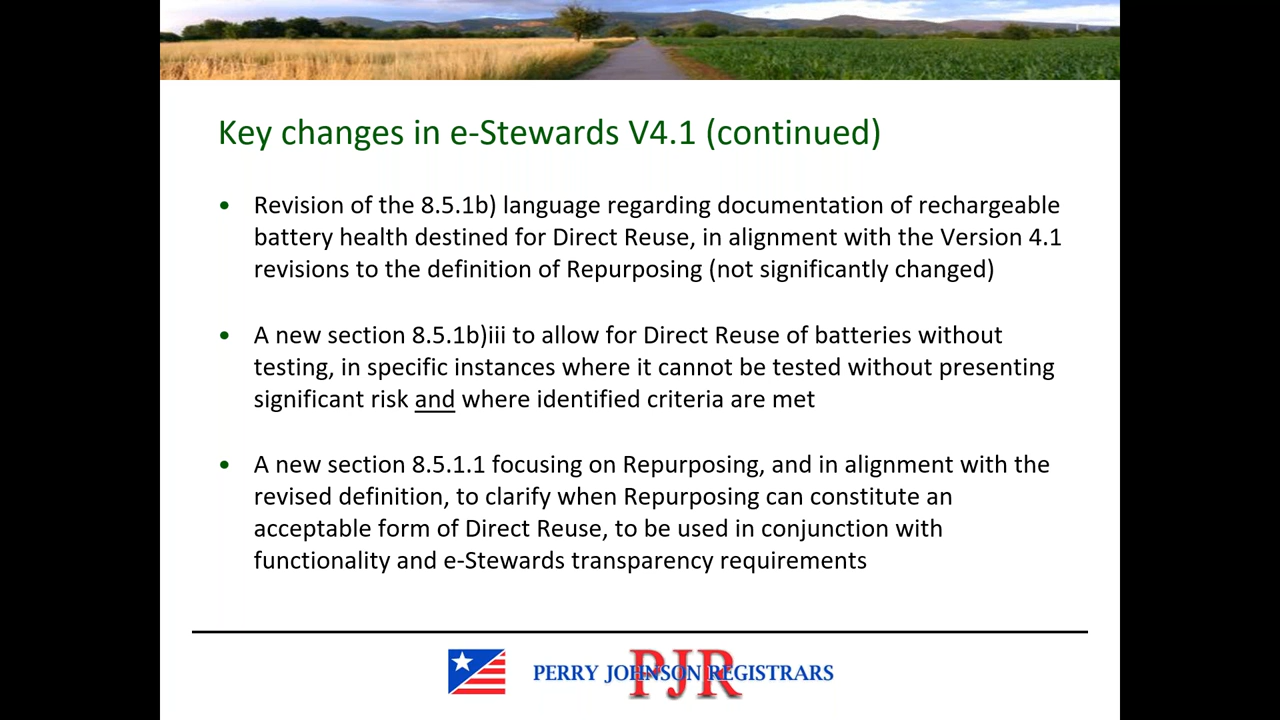 Key changes in e-Stewards V4.1 (continued)
• Revision of the 8.5.1b) language regarding documentation of rechargeable
battery health destined for Direct Reuse, in alignment with the Version 4.1
revisions to the definition of Repurposing (not significantly changed)
• A new section 8.5.1b)iii to allow for Direct Reuse of batteries without
testing, in specific instances where it cannot be tested without presenting
significant risk and where identified criteria are met
• A new section 8.5.1.1 focusing on Repurposing, and in alignment with the
revised definition, to clarify when Repurposing can constitute an
acceptable form of Direct Reuse, to be used in conjunction with
functionality and e-Stewards transparency requirements
PJR
PERRY JOHNSON REGISTRARS